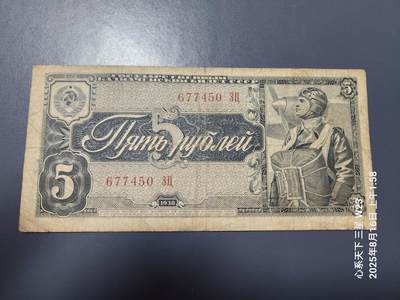 5
677450 ЗЦ
Пять рублей
5
677450 ЗЦ
5
1938
心系天下 三星 W23
2025年8月16日 上午1:58